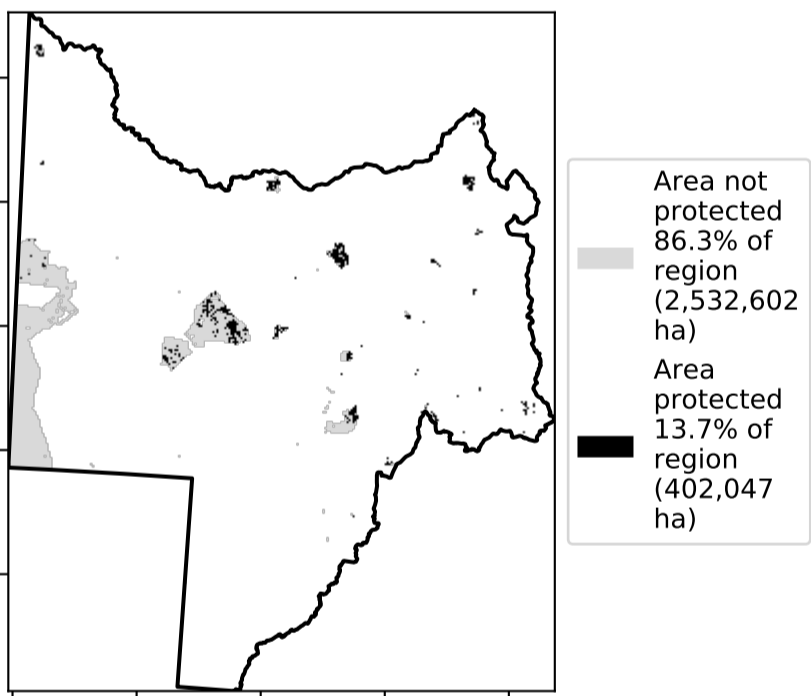 Area not
protected
86.3% of
region
(2,532,602
ha)
Area
protected
13.7% of
region
(402,047
ha)